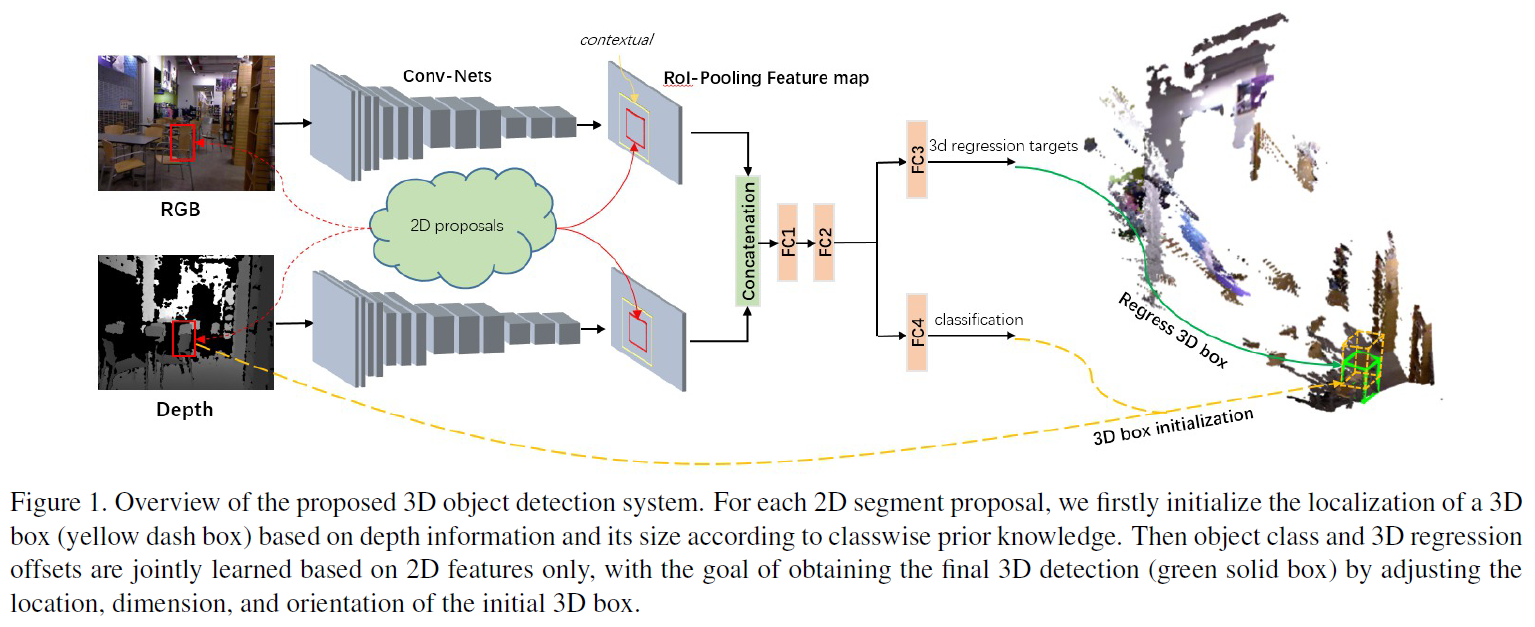 contextual
Conv-Nets
RoI-Pooling Feature map
RGB
2D proposals
Depth
Concatenation
FC1
FC2
FC3
3d regression targets
FC4
classification
Regress 3D box
3D box initialization
Figure 1. Overview of the proposed 3D object detection system. For each 2D segment proposal, we firstly initialize the localization of a 3D
box (yellow dash box) based on depth information and its size according to classwise prior knowledge. Then object class and 3D regression
offsets are jointly learned based on 2D features only, with the goal of obtaining the final 3D detection (green solid box) by adjusting the
location, dimension, and orientation of the initial 3D box.